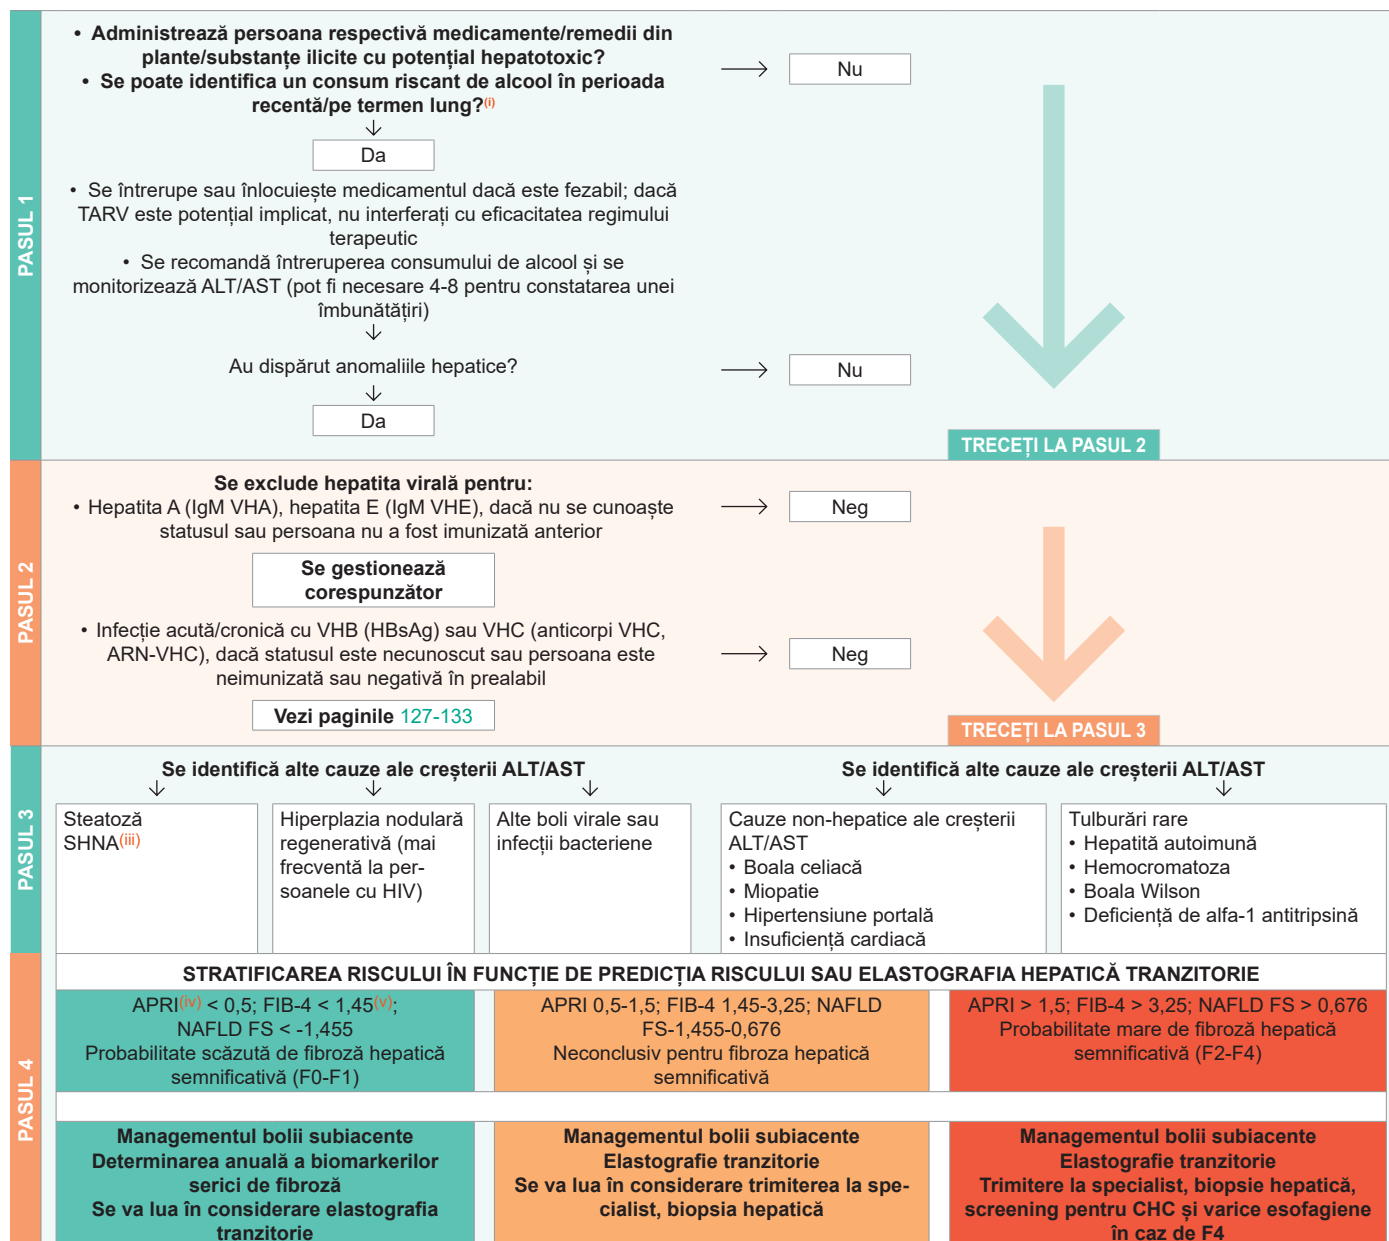 PASUL 1
• Administrează persoana respectivă medicamente/remedii din
plante/substanțe ilicite cu potențial hepatotoxic?
• Se poate identifica un consum riscant de alcool în perioada
recentă/pe termen lung?(i)
Nu
Da
• Se întrerupe sau înlocuiește medicamentul dacă este fezabil; dacă
TARV este potențial implicat, nu interferați cu eficacitatea regimului
terapeutic
• Se recomandă întreruperea consumului de alcool și se
monitorizează ALT/AST (pot fi necesare 4-8 pentru constatarea unei
îmbunătățiri)
Au dispărut anomaliile hepatice?
Nu
Da
TRECEȚI LA PASUL 2
PASUL 2
Se exclude hepatita virală pentru:
• Hepatita A (IgM VHA), hepatita E (IgM VHE), dacă nu se cunoaște
statusul sau persoana nu a fost imunizată anterior
Neg
Se gestionează
corespunzător
• Infecție acută/cronică cu VHB (HBsAg) sau VHC (anticorpi VHC,
ARN-VHC), dacă statusul este necunoscut sau persoana este
neimunizată sau negativă în prealabil
Neg
Vezi paginile 127-133
TRECEȚI LA PASUL 3
PASUL 3
Se identifică alte cauze ale creșterii ALT/AST
Se identifică alte cauze ale creșterii ALT/AST
Steatoză
SHNA(iii)
Hiperplazia nodulară
regenerativă (mai
frecventă la per-
soanele cu HIV)
Alte boli virale sau
infecții bacteriene
Cauze non-hepatice ale creșterii
ALT/AST
• Boala celiacă
• Miopatie
• Hipertensiune portală
• Insuficiență cardiacă
Tulburări rare
• Hepatită autoimună
• Hemocromatoza
• Boala Wilson
• Deficiență de alfa-1 antitripsină
PASUL 4
STRATIFICAREA RISCULUI ÎN FUNCȚIE DE PREDICȚIA RISCULUI SAU ELASTOGRAFIA HEPATICĂ TRANZITORIE
APRI(iv) < 0,5; FIB-4 < 1,45(v);
NAFLD FS < -1,455
Probabilitate scăzută de fibroză hepatică
semnificativă (F0-F1)
APRI 0,5-1,5; FIB-4 1,45-3,25; NAFLD
FS-1,455-0,676
Neconclusiv pentru fibroza hepatică
semnificativă
APRI > 1,5; FIB-4 > 3,25; NAFLD FS > 0,676
Probabilitate mare de fibroză hepatică
semnificativă (F2-F4)
Managementul bolii subiacente
Determinarea anuală a biomarkerilor
serici de fibroză
Se va lua în considerare elastografia
tranzitorie
Managementul bolii subiacente
Elastografie tranzitorie
Se va lua în considerare trimiterea la spe-
cialist, biopsia hepatică
Managementul bolii subiacente
Elastografie tranzitorie
Trimitere la specialist, biopsie hepatică,
screening pentru CHC și varice esofagiene
în caz de F4